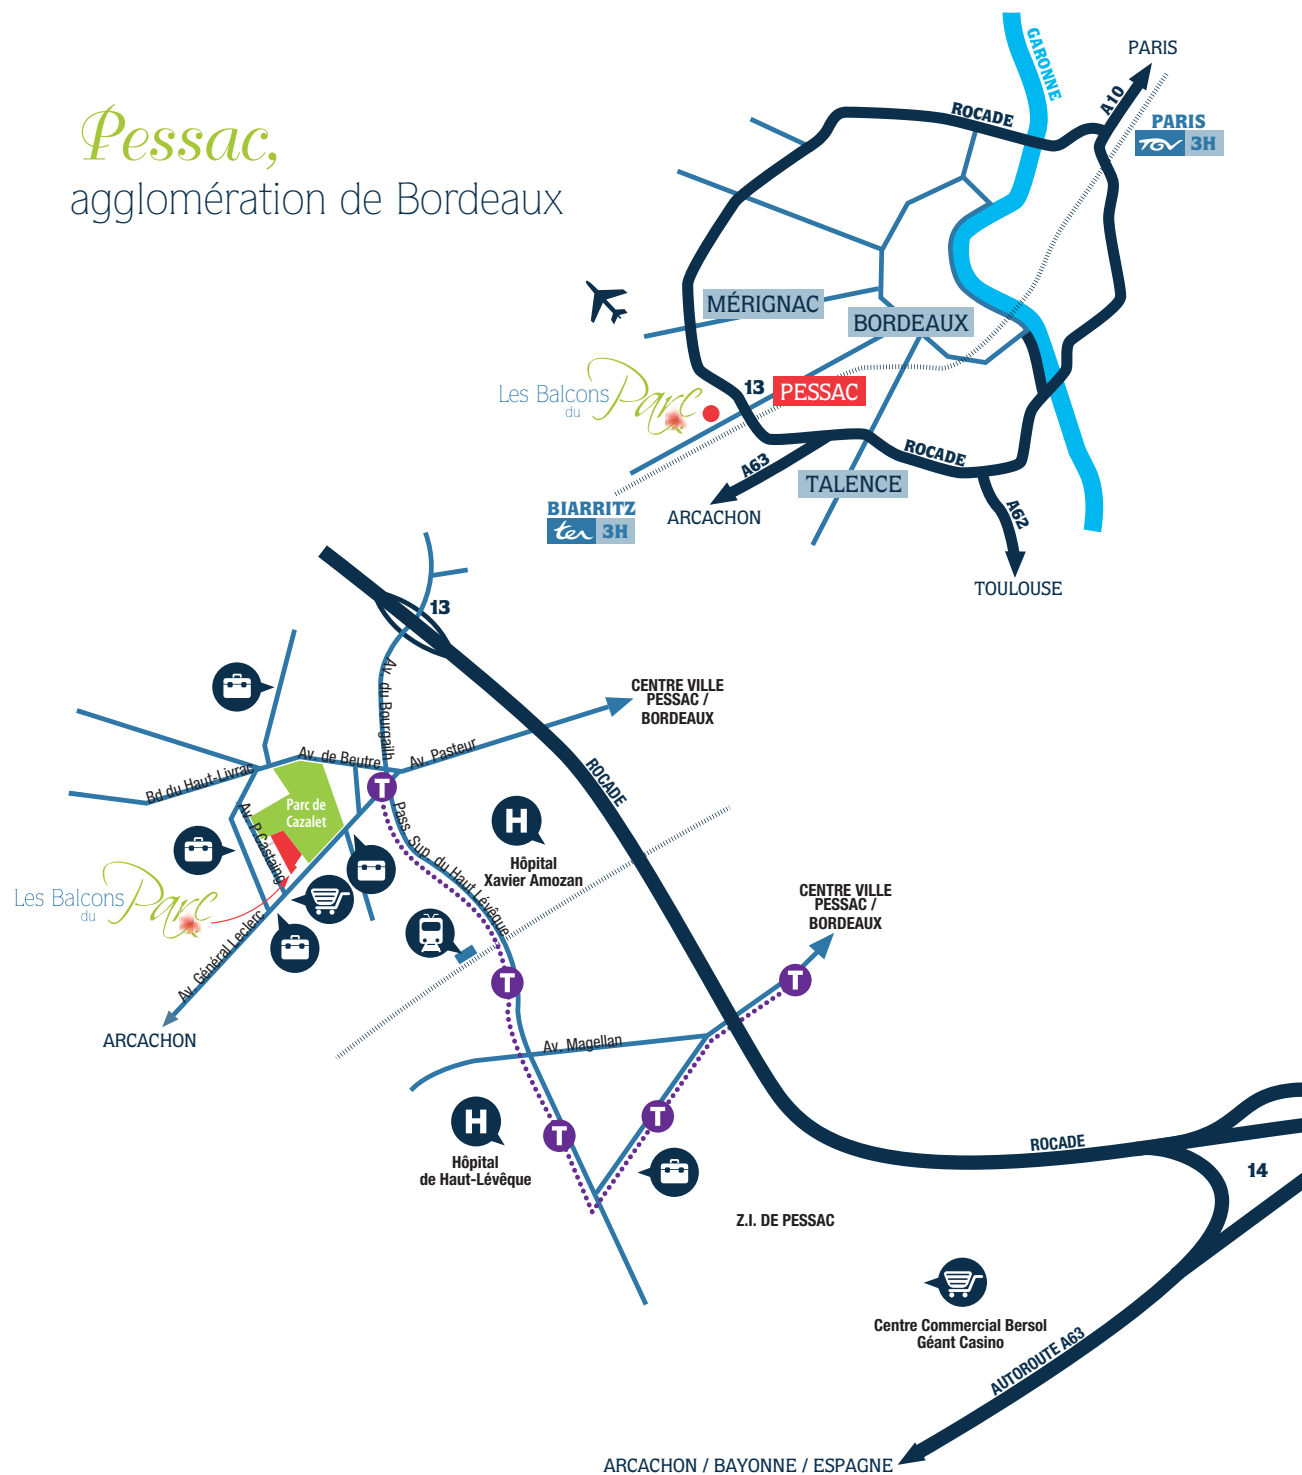 Pessac,
agglomération de Bordeaux
GARONNE
PARIS
ROCADE
A10
PARIS
TGV 3H
MÉRIGNAC
BORDEAUX
13
PESSAC
Les Balcons
du Parc
ROCADE
A63
TALENCE
BIARRITZ
ter 3H
ARCACHON
A62
TOULOUSE
13
Av. du Bourgailh
CENTRE VILLE
PESSAC /
BORDEAUX
Av. de Beutre
Av. Pasteur
Bd du Haut-Livrac
ROCADE
T
Parc de
Cazalet
Av. P. Castaing
Pass. Sup. du Haut Lévêque
H
Hôpital
Xavier Amozan
Les Balcons
du Parc
Av. Général Leclerc
CENTRE VILLE
PESSAC /
BORDEAUX
T
T
ARCACHON
Av. Magellan
H
T
T
Hôpital
de Haut-Lévêque
ROCADE
14
Z.I. DE PESSAC
Centre Commercial Bersol
Géant Casino
AUTOROUTE A63
ARCACHON / BAYONNE / ESPAGNE